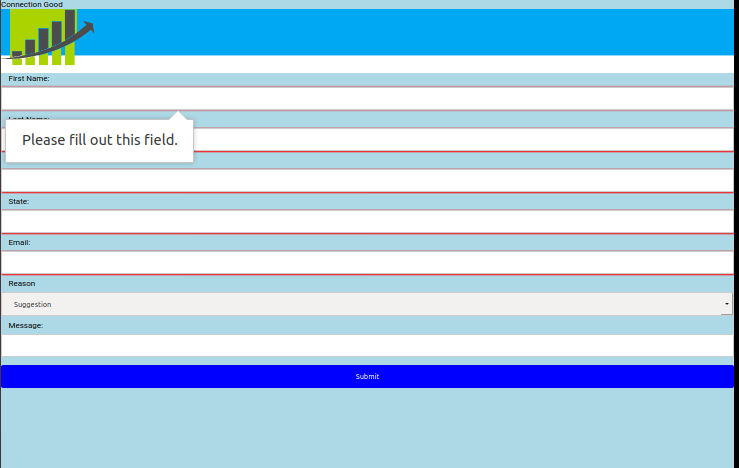 Connection Good
First Name:
Last Name:
Please fill out this field.
State:
Email:
Reason
Suggestion
Message:
Submit